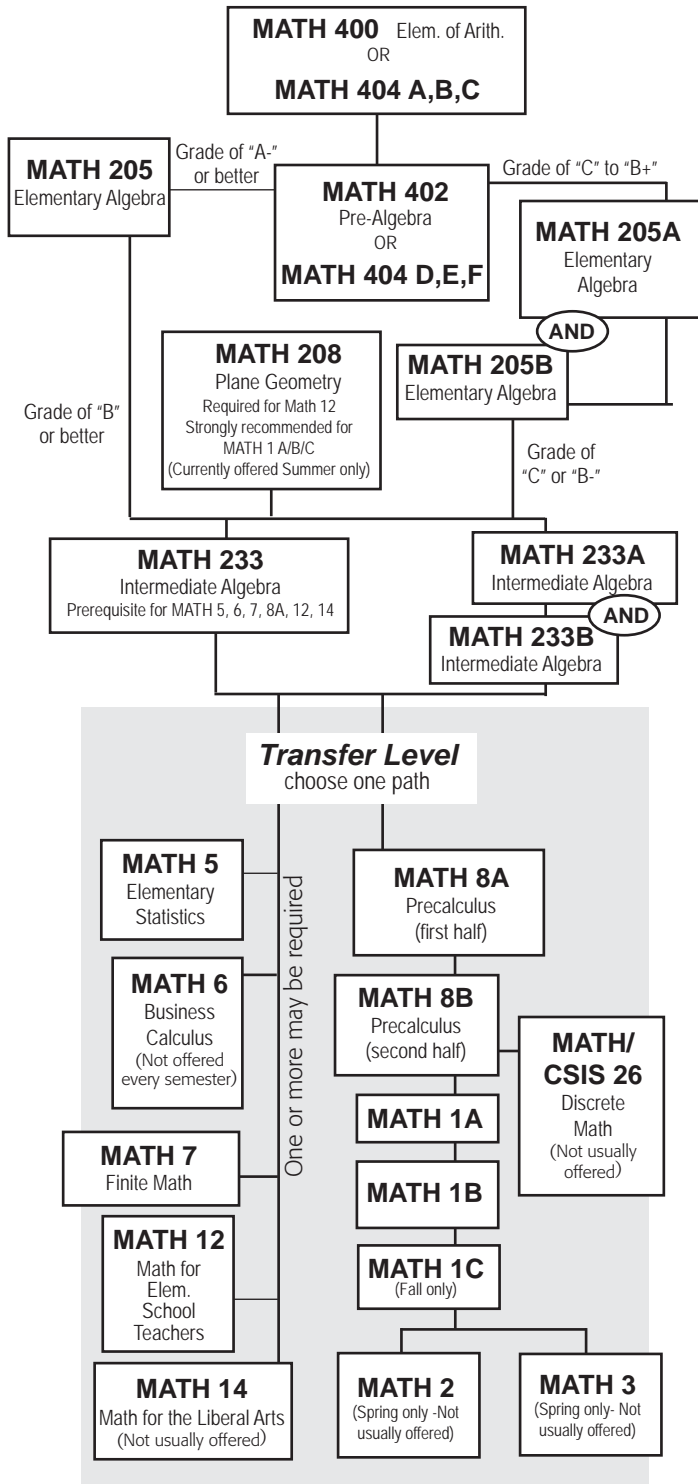 MATH 400 Elem. of Arith.
OR
MATH 404 A,B,C
MATH 205
Elementary Algebra
Grade of “A-”
or better
MATH 402
Pre-Algebra
OR
MATH 404 D,E,F
Grade of “C” to “B+”
MATH 205A
Elementary
Algebra
AND
MATH 205B
Elementary Algebra
MATH 208
Plane Geometry
Required for Math 12
Strongly recommended for
MATH 1 A/B/C
(Currently offered Summer only)
Grade of “B”
or better
Grade of
“C” or “B-”
MATH 233
Intermediate Algebra
Prerequisite for MATH 5, 6, 7, 8A, 12, 14
MATH 233A
Intermediate Algebra
AND
MATH 233B
Intermediate Algebra
Transfer Level
choose one path
MATH 5
Elementary
Statistics
MATH 6
Business
Calculus
(Not offered
every semester)
MATH 7
Finite Math
MATH 12
Math for
Elem.
School
Teachers
MATH 14
Math for the Liberal Arts
(Not usually offered)
One or more may be required
MATH 8A
Precalculus
(first half)
MATH 8B
Precalculus
(second half)
MATH/
CSIS 26
Discrete
Math
(Not usually
offered)
MATH 1A
MATH 1B
MATH 1C
(Fall only)
MATH 2
(Spring only -Not
usually offered)
MATH 3
(Spring only- Not
usually offered)